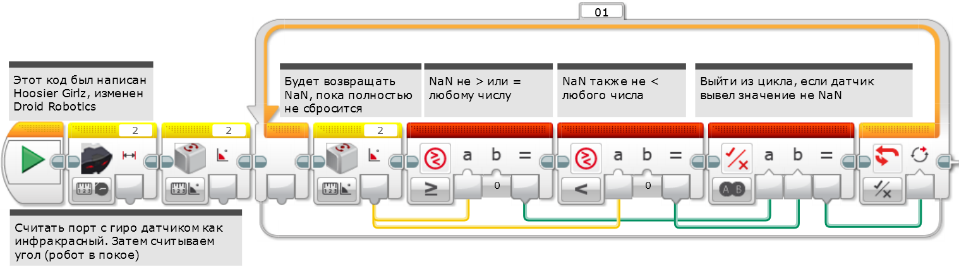 01
Этот код был написан
Hoosier Girlz, изменен
Droid Robotics
Будет возвращать
NaN, пока полностью
не сбросится
NaN не > или =
любому числу
NaN также не <
любого числа
Выйти из цикла, если датчик
вывел значение не NaN
2
2
2
a b =
≥
0
a b =
<
0
a b =
A B
Считать порт с гиро датчиком как
инфракрасный. Затем считываем
угол (робот в покое)